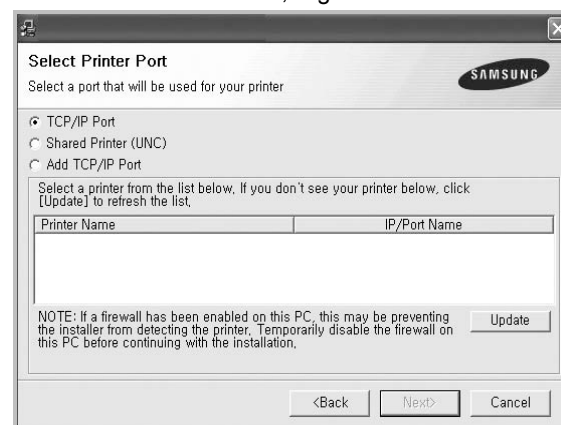 Select Printer Port
Select a port that will be used for your printer
SAMSUNG
TCP/IP Port
Shared Printer (UNC)
Add TCP/IP Port
Select a printer from the list below, If you don't see your printer below, click
[Update] to refresh the list,
Printer Name IP/Port Name
NOTE: If a firewall has been enabled on this PC, this may be preventing
the installer from detecting the printer, Temporarily disable the firewall on
this PC before continuing with the installation,
Update
<Back Next> Cancel